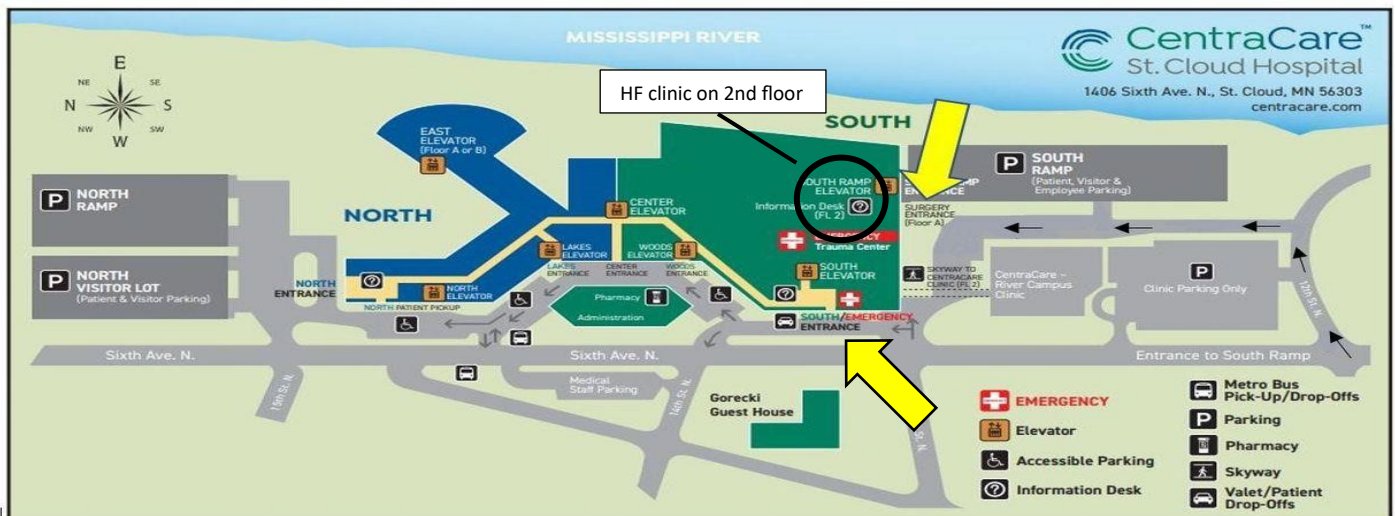 MISSISSIPPI RIVER
CentraCare™
St. Cloud Hospital
1406 Sixth Ave. N., St. Cloud, MN 56303
centracare.com
E
NE
SE
N
S
NW
SW
W
HF clinic on 2nd floor
SOUTH
EAST
ELEVATOR
(Floor A or B)
P
NORTH
RAMP
NORTH
CENTER
ELEVATOR
SOUTH RAMP
ELEVATOR
Information Desk
(FL 2)
ENTRANCE
SURGERY
ENTRANCE
(Floor A)
P
SOUTH
RAMP
(Patient, Visitor &
Employee Parking)
EMERGENCY
Trauma Center
LAKES
ELEVATOR
WOODS
ELEVATOR
LAKES
ENTRANCE
CENTER
ENTRANCE
WOODS
ENTRANCE
SOUTH
ELEVATOR
SKYWAY TO
CENTRACARE
CLINIC (FL 2)
CentraCare –
River Campus
Clinic
P
Clinic Parking Only
12th St. N.
P
NORTH
VISITOR LOT
(Patient & Visitor Parking)
NORTH
ENTRANCE
NORTH
ELEVATOR
NORTH PATIENT PICKUP
Pharmacy
Administration
SOUTH/EMERGENCY
ENTRANCE
Sixth Ave. N.
Sixth Ave. N.
Entrance to South Ramp
15th St. N.
Medical
Staff Parking
14th St. N.
Gorecki
Guest House
St. N.
EMERGENCY
Elevator
Accessible Parking
Information Desk
Metro Bus
Pick-Up/Drop-Offs
P
Parking
Pharmacy
Skyway
Valet/Patient
Drop-Offs